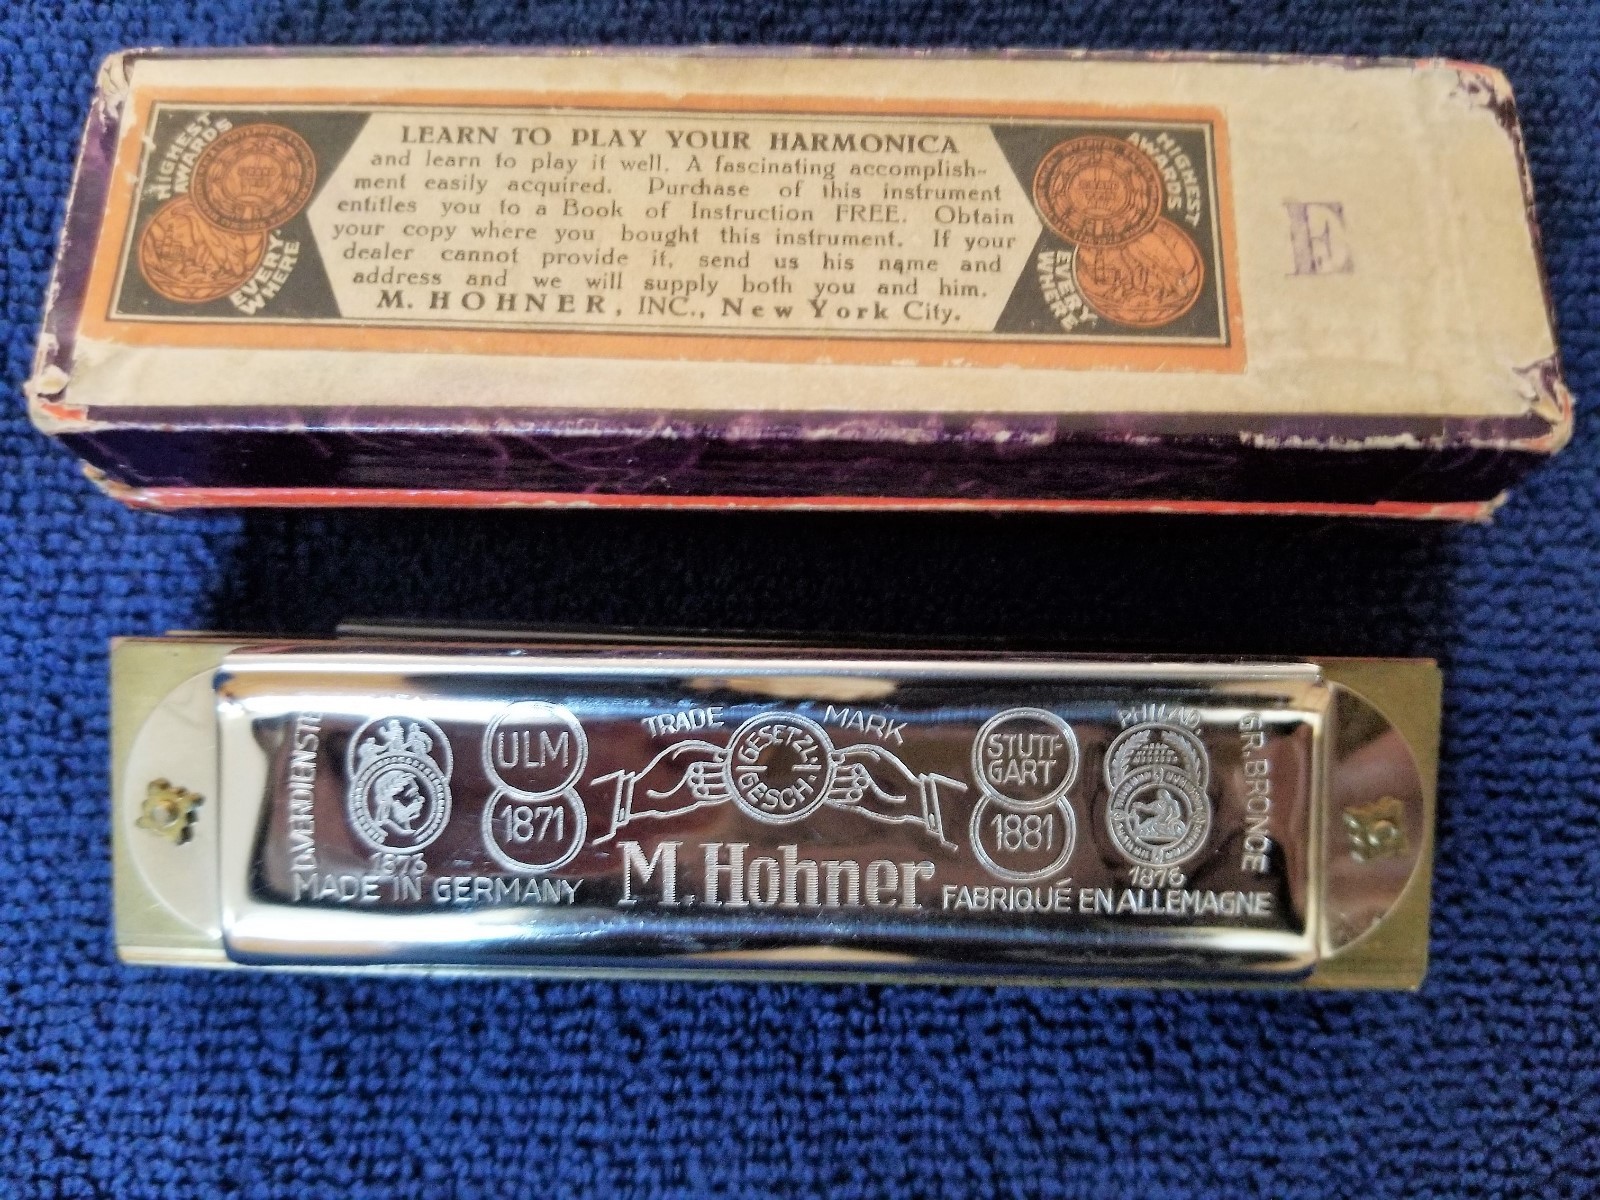 HIGHEST
AWARDS
EVERY-
WHERE
LEARN TO PLAY YOUR HARMONICA
and learn to play it well. A fascinating accomplish-
ment easily acquired. Purchase of this instrument
entitles you to a Book of Instruction FREE. Obtain
your copy where you bought this instrument. If your
dealer cannot provide it, send us his name and
address and we will supply both you and him.
M. HOHNER, INC., New York City.
HIGHEST
AWARDS
EVERY-
WHERE
E
D.VERDIENSTE
1873
ULM
1871
TRADE MARK
GESETZL.
GESCH.
STUTT-
GART
1881
PHILAD.
1876
GR.BRONCE
M. Hohner
MADE IN GERMANY
FABRIQUÉ EN ALLEMAGNE